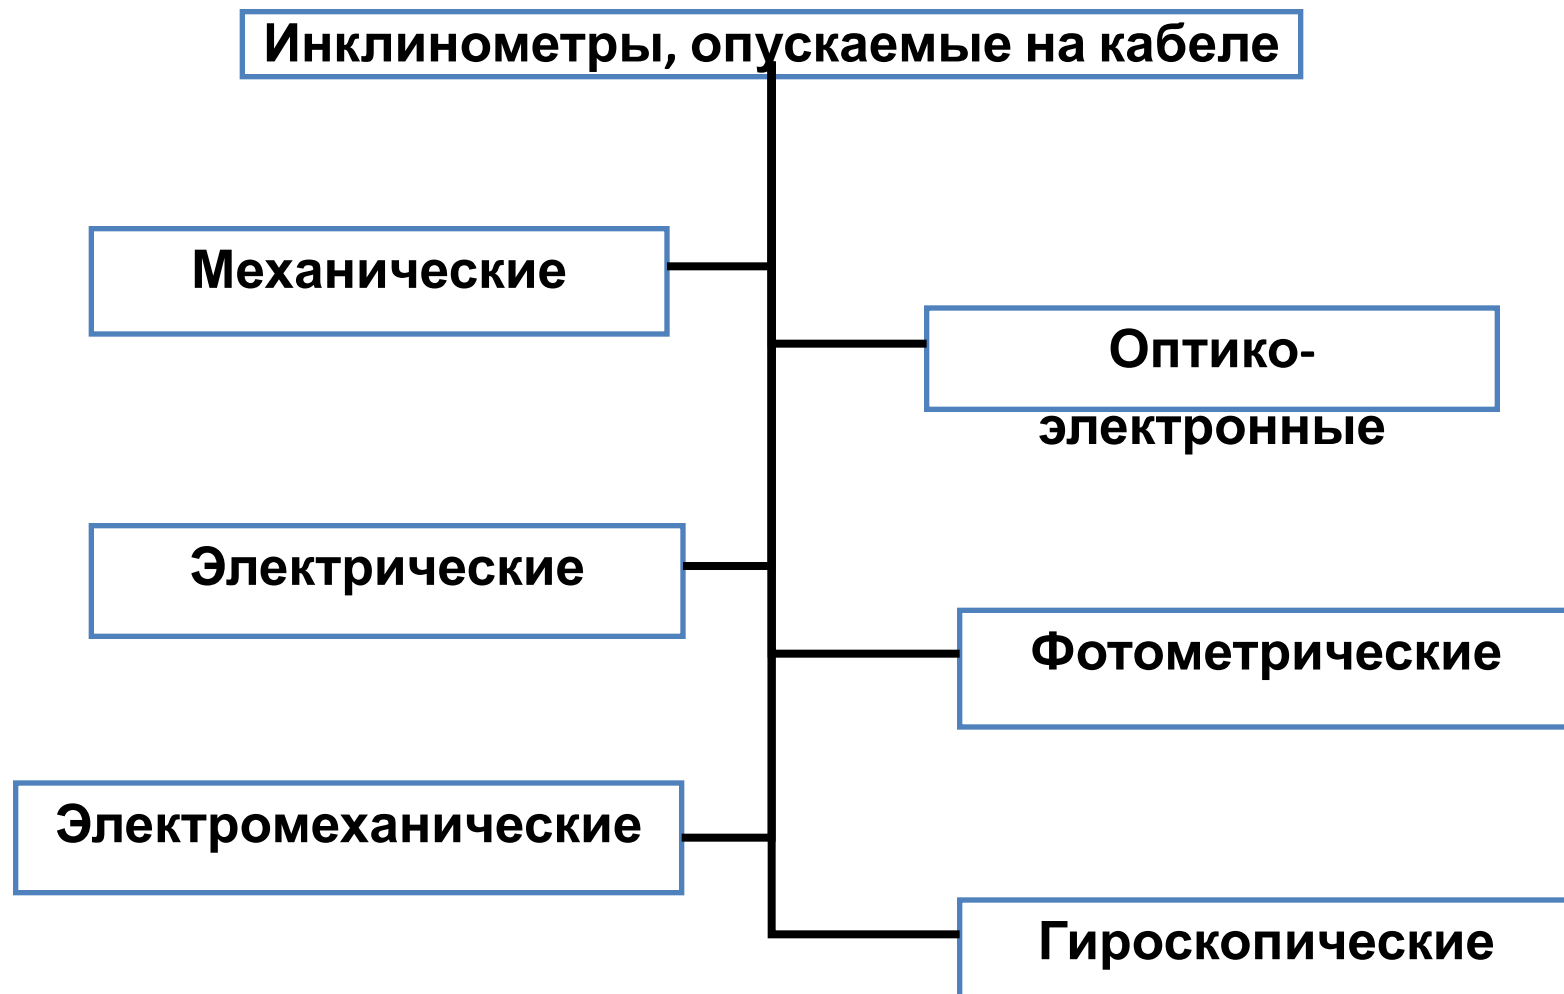 Инклинометры, опускаемые на кабеле
Механические
Оптико-
электронные
Электрические
Фотометрические
Электромеханические
Гироскопические